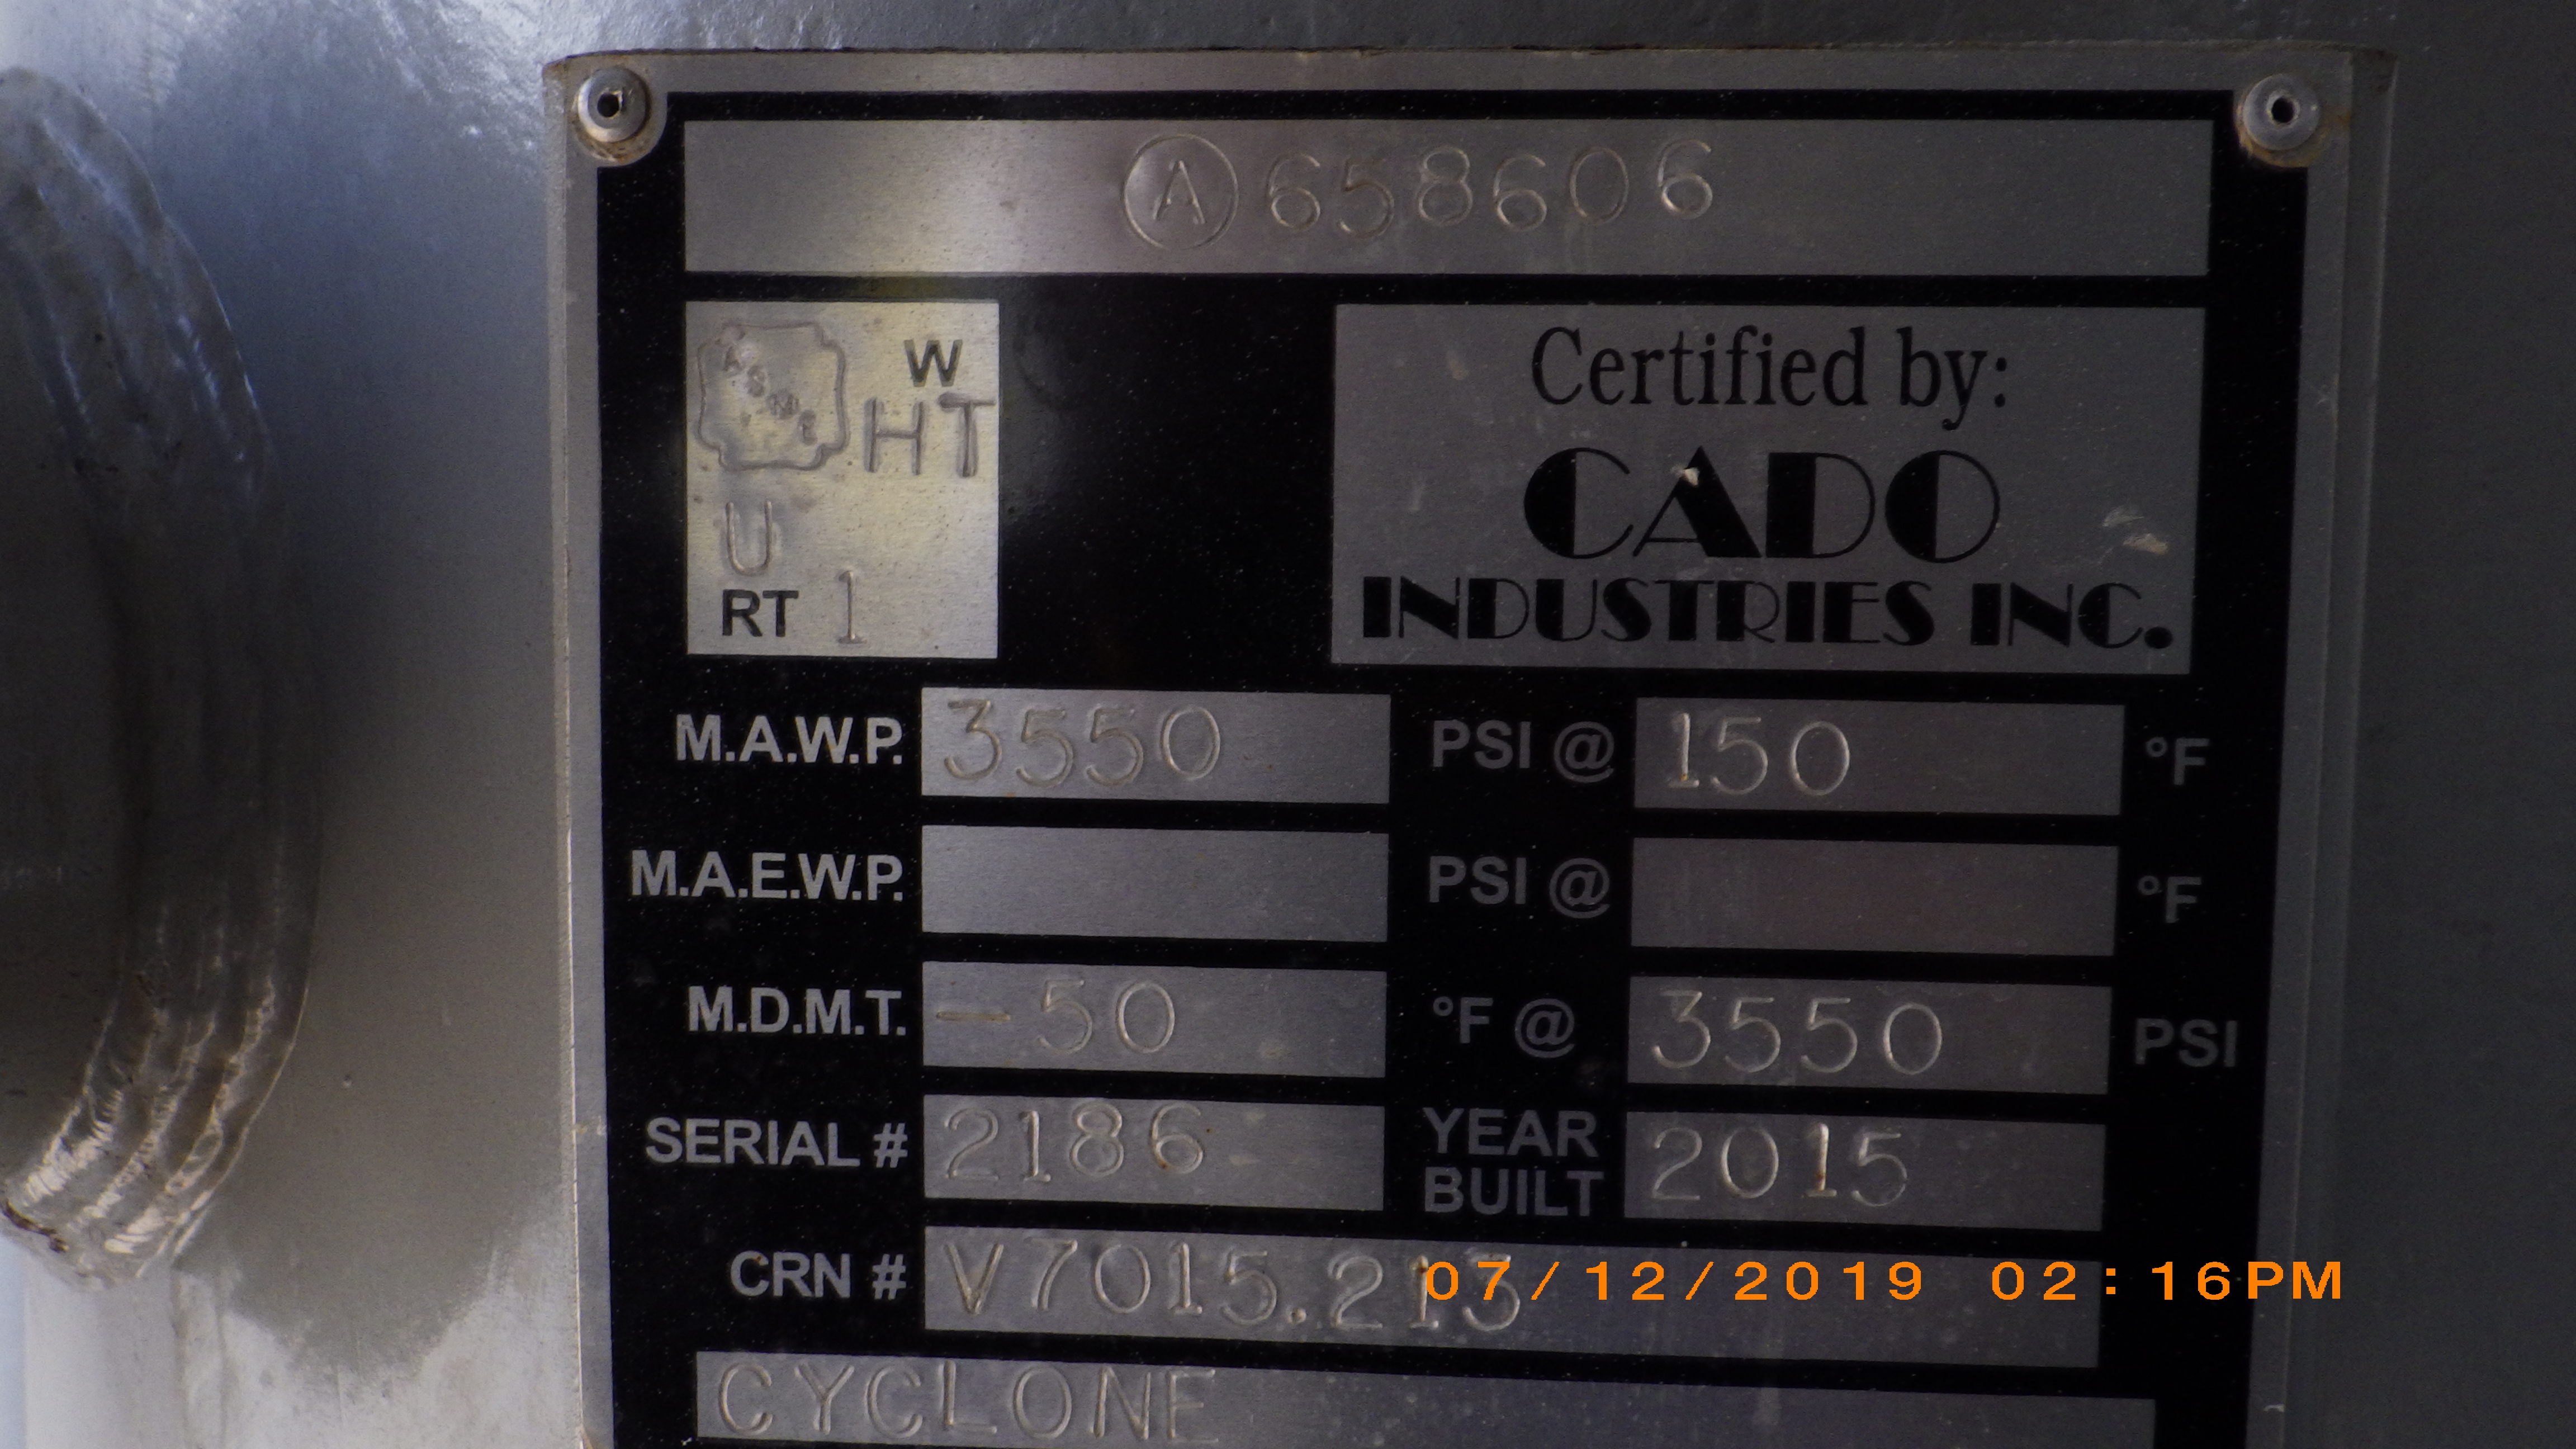 Ⓐ 658606
ASME
W
HT
U
RT 1
Certified by:
CADO
INDUSTRIES INC.
M.A.W.P. 3550 PSI @ 150 °F
M.A.E.W.P. PSI @ °F
M.D.M.T. -50 °F @ 3550 PSI
SERIAL # 2186 YEAR BUILT 2015
CRN # V7015.213
07/12/2019 02:16PM
CYCLONE